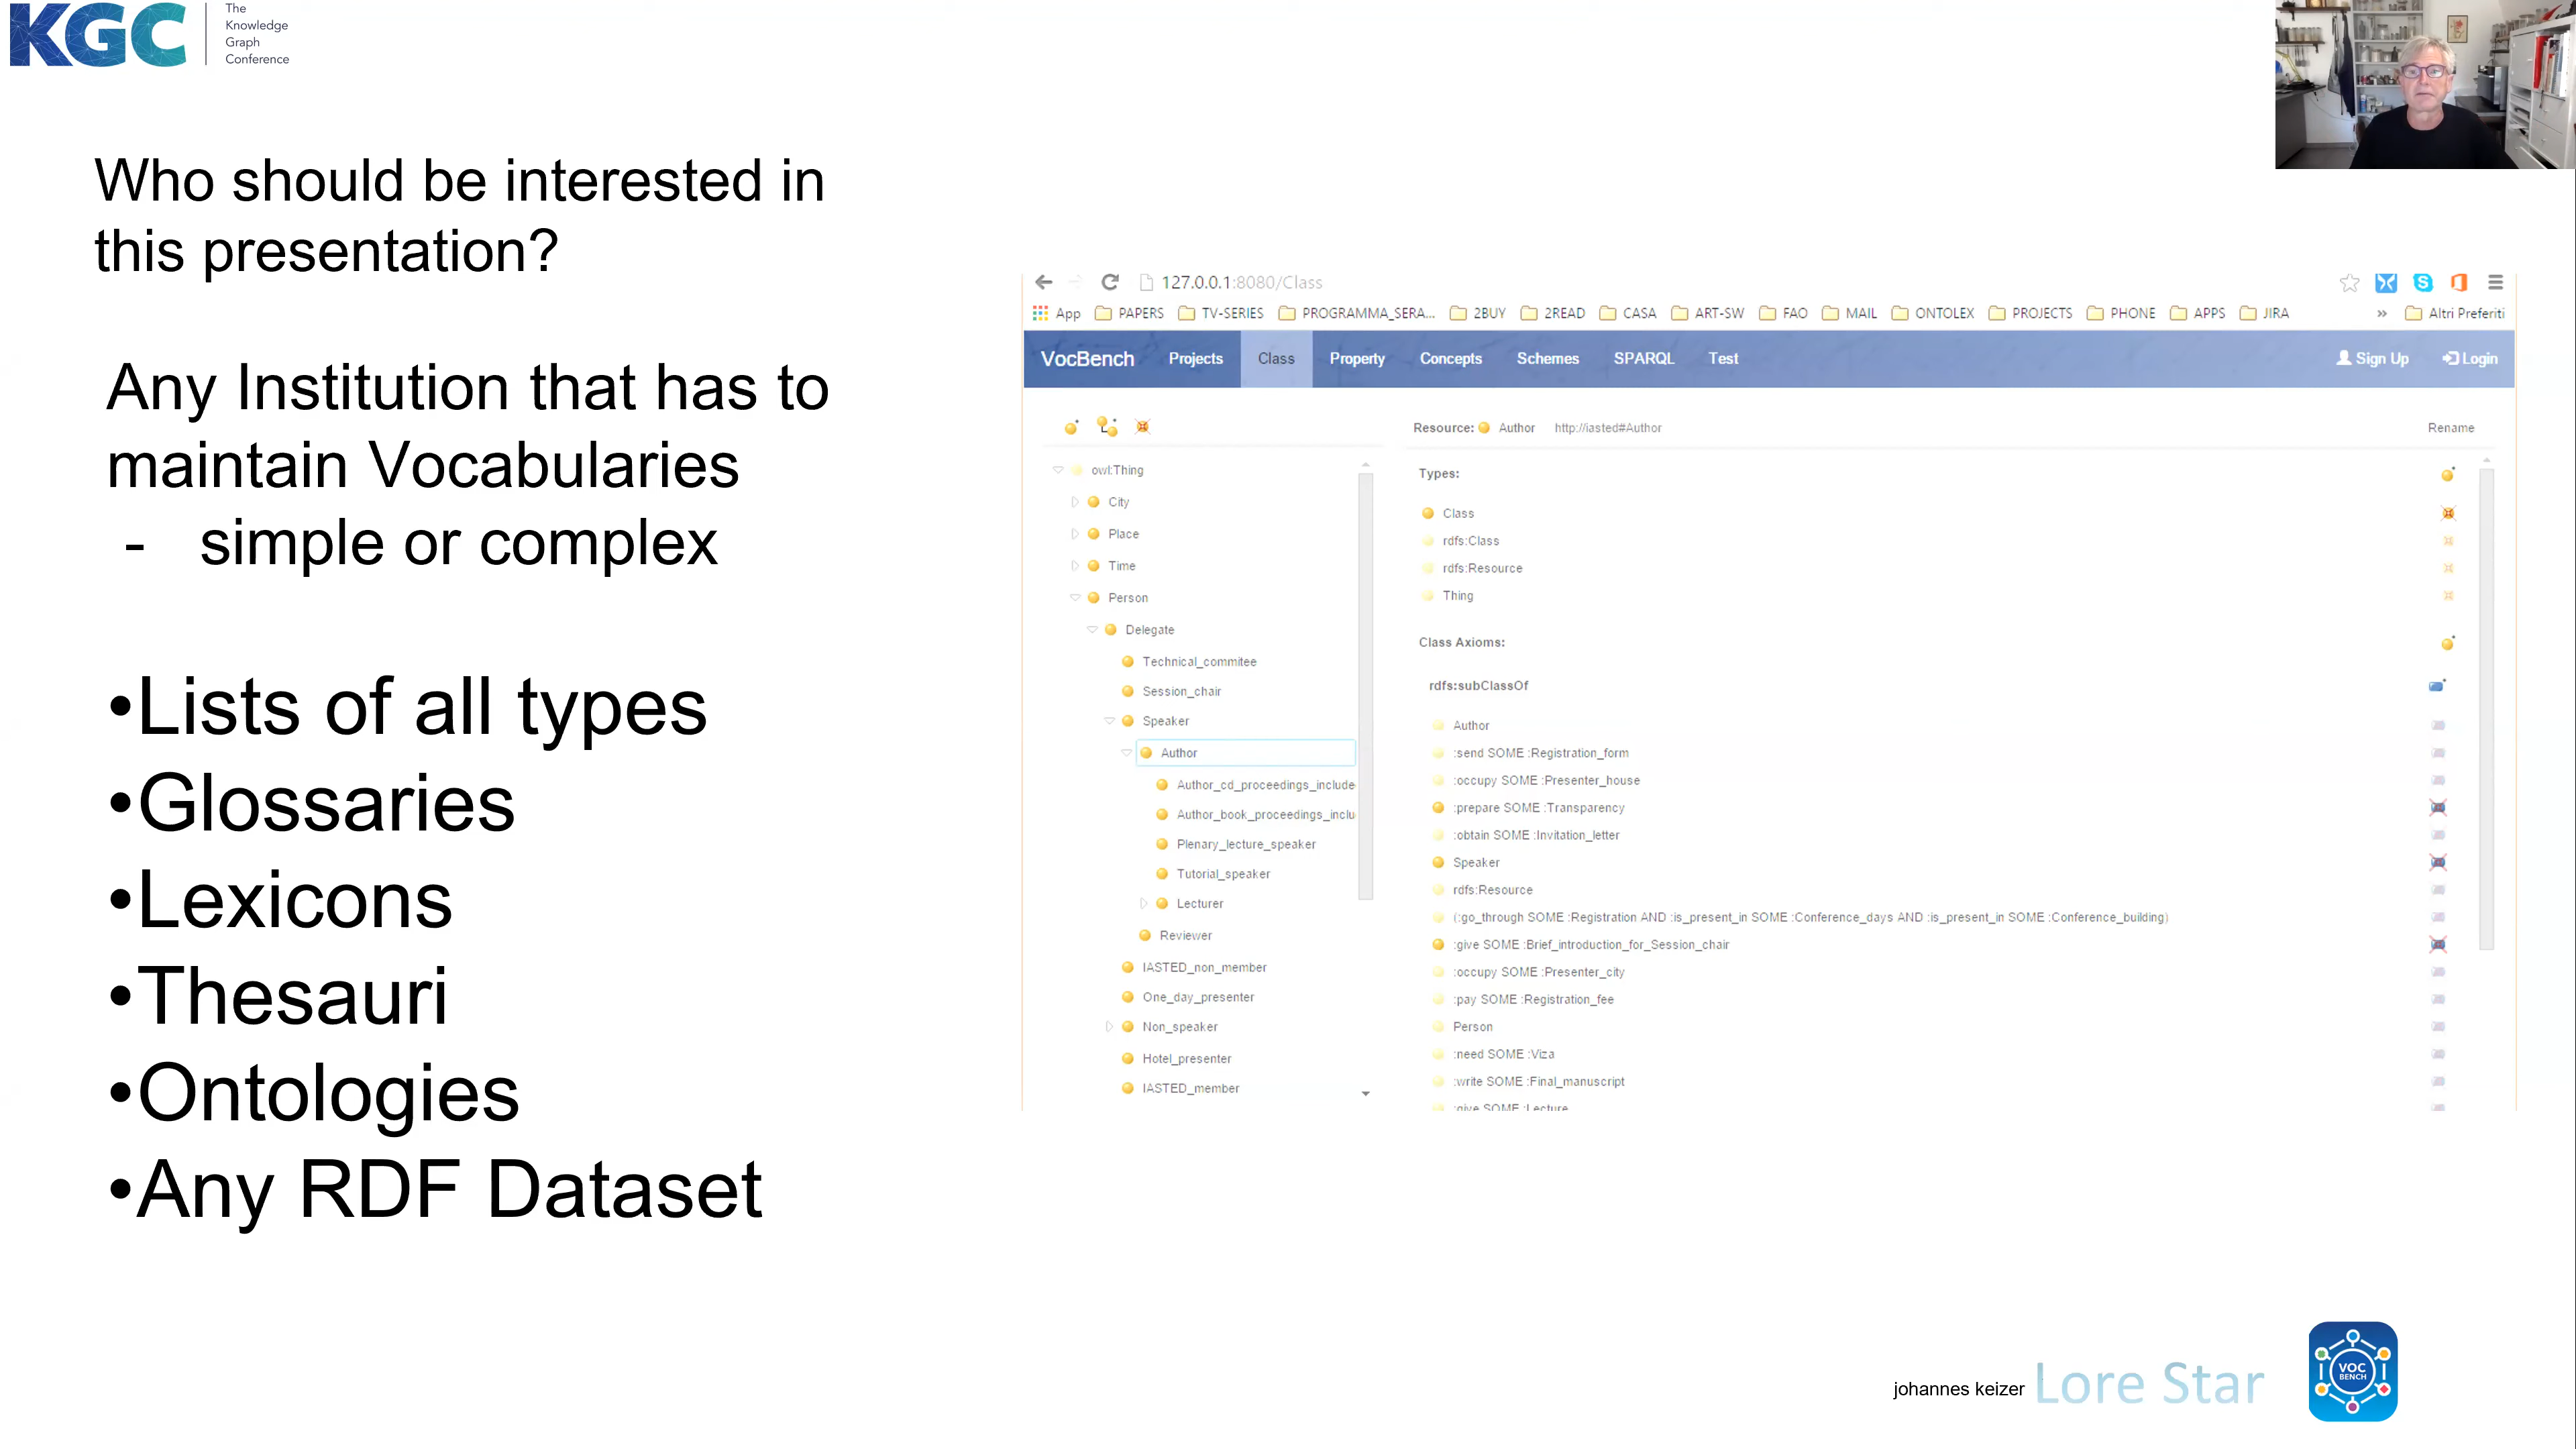 KGC
The
Knowledge
Graph
Conference
Who should be interested in
this presentation?
Any Institution that has to
maintain Vocabularies
- simple or complex
•Lists of all types
•Glossaries
•Lexicons
•Thesauri
•Ontologies
•Any RDF Dataset
127.0.0.1:8080/Class
App PAPERS TV-SERIES PROGRAMMA_SERA... 2BUY 2READ CASA ART-SW FAO MAIL ONTOLEX PROJECTS PHONE APPS JIRA » Altri Preferiti
VocBench Projects Class Property Concepts Schemes SPARQL Test Sign Up Login
owl:Thing
City
Place
Time
Person
Delegate
Technical_commitee
Session_chair
Speaker
Author
Author_cd_proceedings_include
Author_book_proceedings_inclu
Plenary_lecture_speaker
Tutorial_speaker
Lecturer
Reviewer
IASTED_non_member
One_day_presenter
Non_speaker
Hotel_presenter
IASTED_member
Resource: Author http://iasted#Author Rename
Types:
Class
rdfs:Class
rdfs:Resource
Thing
Class Axioms:
rdfs:subClassOf
Author
:send SOME :Registration_form
:occupy SOME :Presenter_house
:prepare SOME :Transparency
:obtain SOME :Invitation_letter
Speaker
rdfs:Resource
(:go_through SOME :Registration AND :is_present_in SOME :Conference_days AND :is_present_in SOME :Conference_building)
:give SOME :Brief_introduction_for_Session_chair
:occupy SOME :Presenter_city
:pay SOME :Registration_fee
Person
:need SOME :Viza
:write SOME :Final_manuscript
:give SOME :Lecture
johannes keizer Lore Star
VOC
BENCH